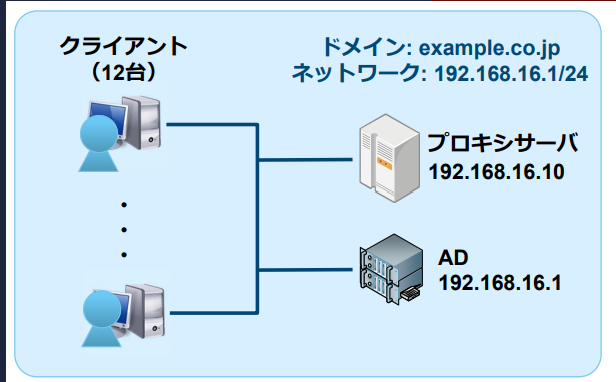 クライアント
（12台）
ドメイン: example.co.jp
ネットワーク: 192.168.16.1/24
プロキシサーバ
192.168.16.10
AD
192.168.16.1